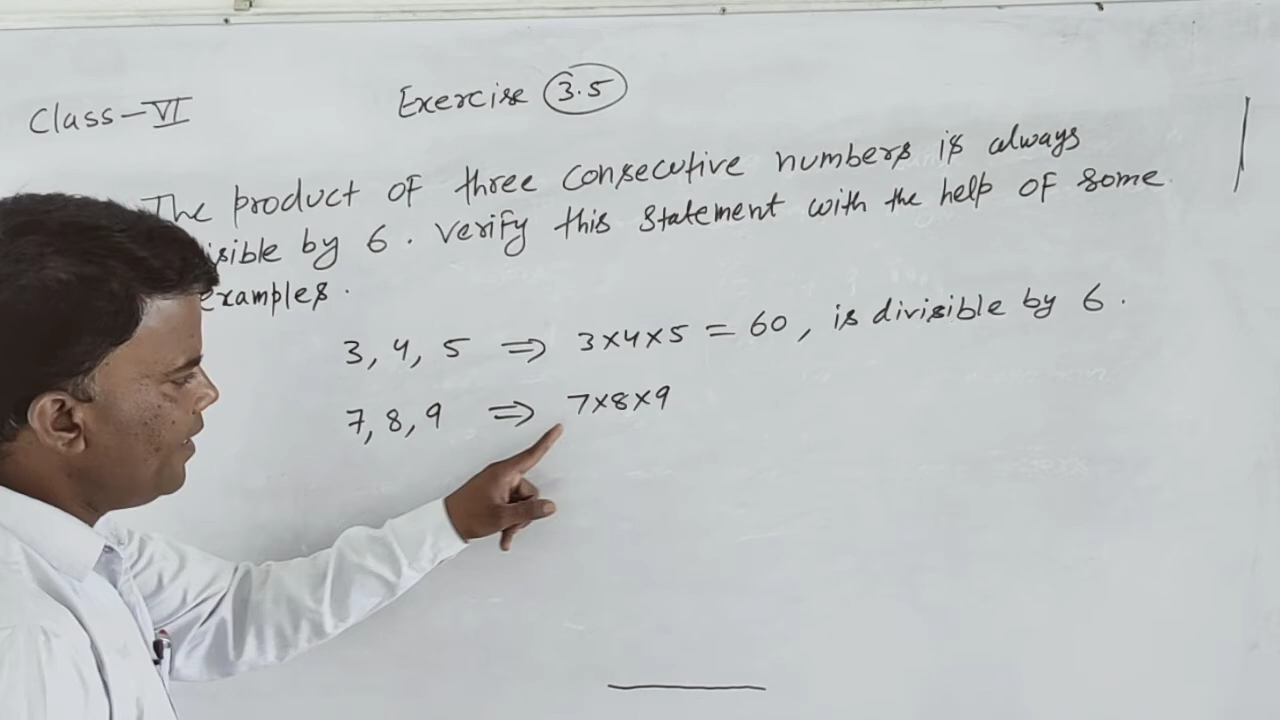 Class-VI
Exercise 3.5
The product of three consecutive numbers is always
isible by 6. verify this statement with the help of some
examples.
3, 4, 5 ⇒ 3×4×5 = 60, is divisible by 6.
7, 8, 9 ⇒ 7×8×9